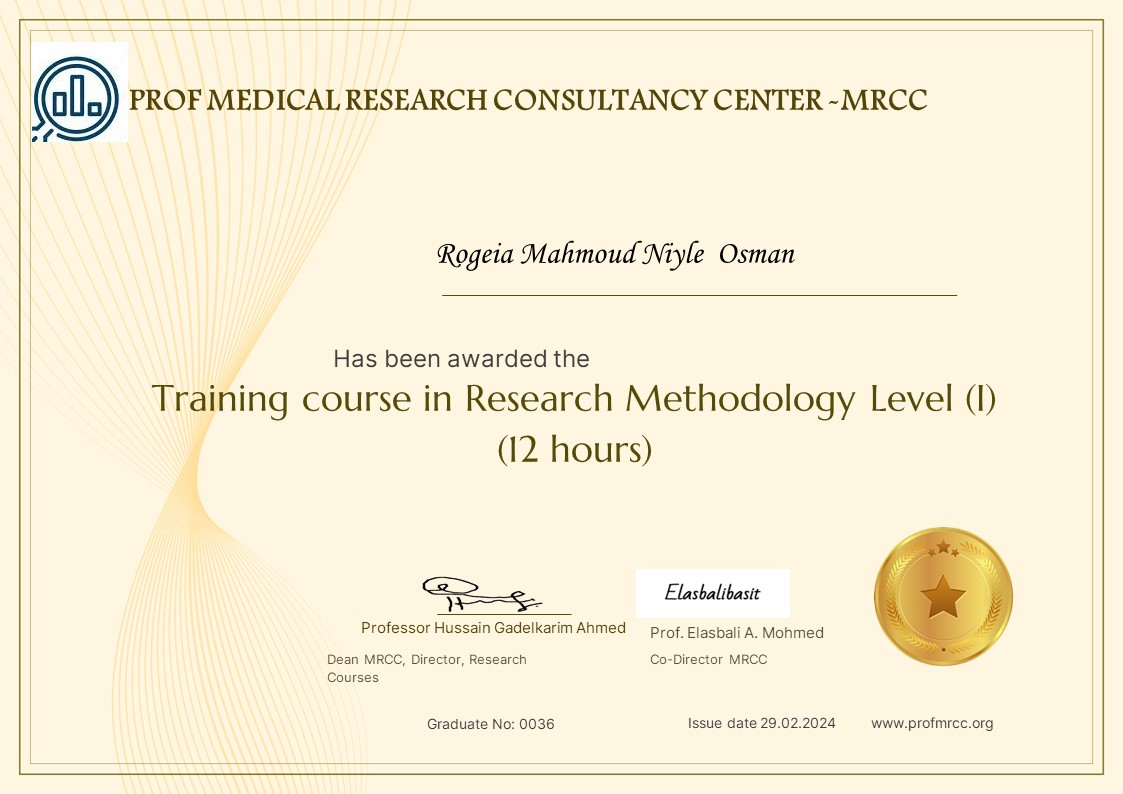 PROF MEDICAL RESEARCH CONSULTANCY CENTER ~MRCC
Rogeia Mahmoud Niyle Osman
Has been awarded the
Training course in Research Methodology Level (I)
(12 hours)
Elasbalibasit
Professor Hussain Gadelkarim Ahmed
Prof. Elasbali A. Mohmed
Dean MRCC, Director, Research
Courses
Co-Director MRCC
Graduate No: 0036
Issue date 29.02.2024
www.profmrcc.org